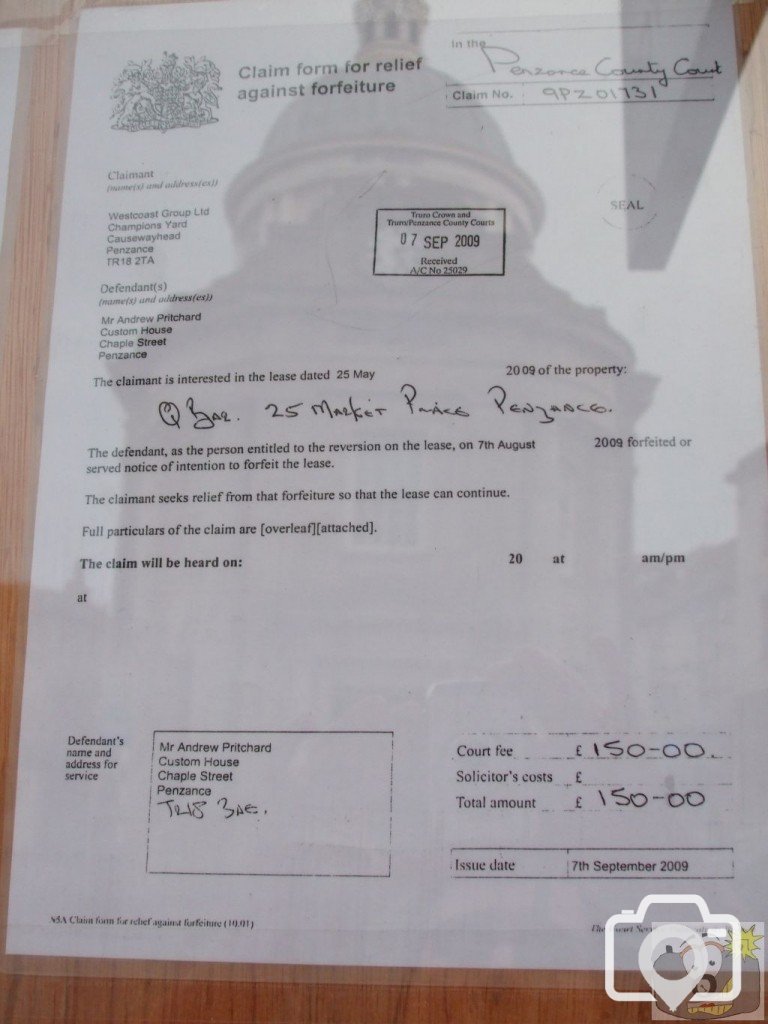 Claim form for relief
against forfeiture
In the Penzance County Court
Claim No. 9PZ01731
Claimant
(name(s) and address(es))
SEAL
Westcoast Group Ltd
Champions Yard
Causewayhead
Penzance
TR18 2TA
Truro Crown and
Truro/Penzance County Courts
07 SEP 2009
Received
A/C No 25029
Defendant(s)
(name(s) and address(es))
Mr Andrew Pritchard
Custom House
Chaple Street
Penzance
The claimant is interested in the lease dated 25 May 2009 of the property:
Q Bar. 25 Market Place Penzance.
The defendant, as the person entitled to the reversion on the lease, on 7th August 2009 forfeited or
served notice of intention to forfeit the lease.
The claimant seeks relief from that forfeiture so that the lease can continue.
Full particulars of the claim are [overleaf][attached].
The claim will be heard on: 20 at am/pm
at
Defendant's
name and
address for
service
Mr Andrew Pritchard
Custom House
Chaple Street
Penzance
TR18 3AE.
Court fee £ 150-00.
Solicitor's costs £
Total amount £ 150-00
Issue date 7th September 2009
N5A Claim form for relief against forfeiture (10.01)
The Court